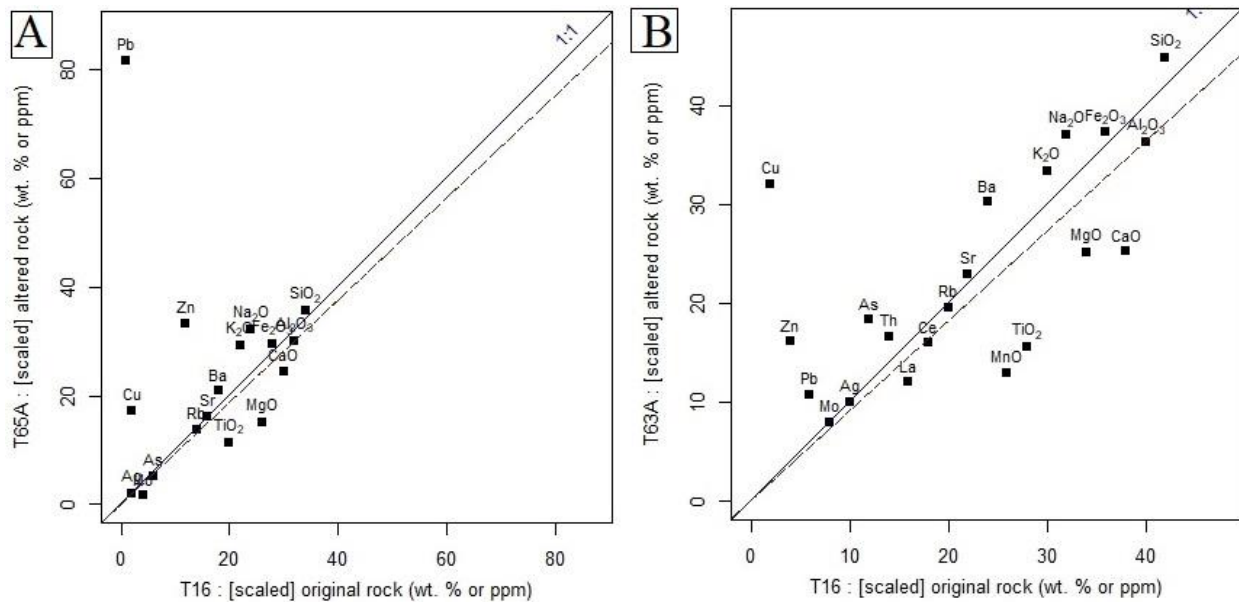 A
1:1
Pb
Zn
Na₂O
SiO₂
K₂O Fe₂O₃ Al₂O₃
CaO
Ba
Cu
Sr
MgO
Rb
TiO₂
As
Ag
Mo
0 20 40 60 80
0 20 40 60 80
T65A : [scaled] altered rock (wt. % or ppm)
T16 : [scaled] original rock (wt. % or ppm)
B
SiO₂
Na₂O Fe₂O₃
Al₂O₃
K₂O
Cu
Ba
MgO CaO
Sr
Rb
As
Th
Ce
Zn
TiO₂
MnO
Pb
La
Ag
Mo
0 10 20 30 40
0 10 20 30 40
T63A : [scaled] altered rock (wt. % or ppm)
T16 : [scaled] original rock (wt. % or ppm)